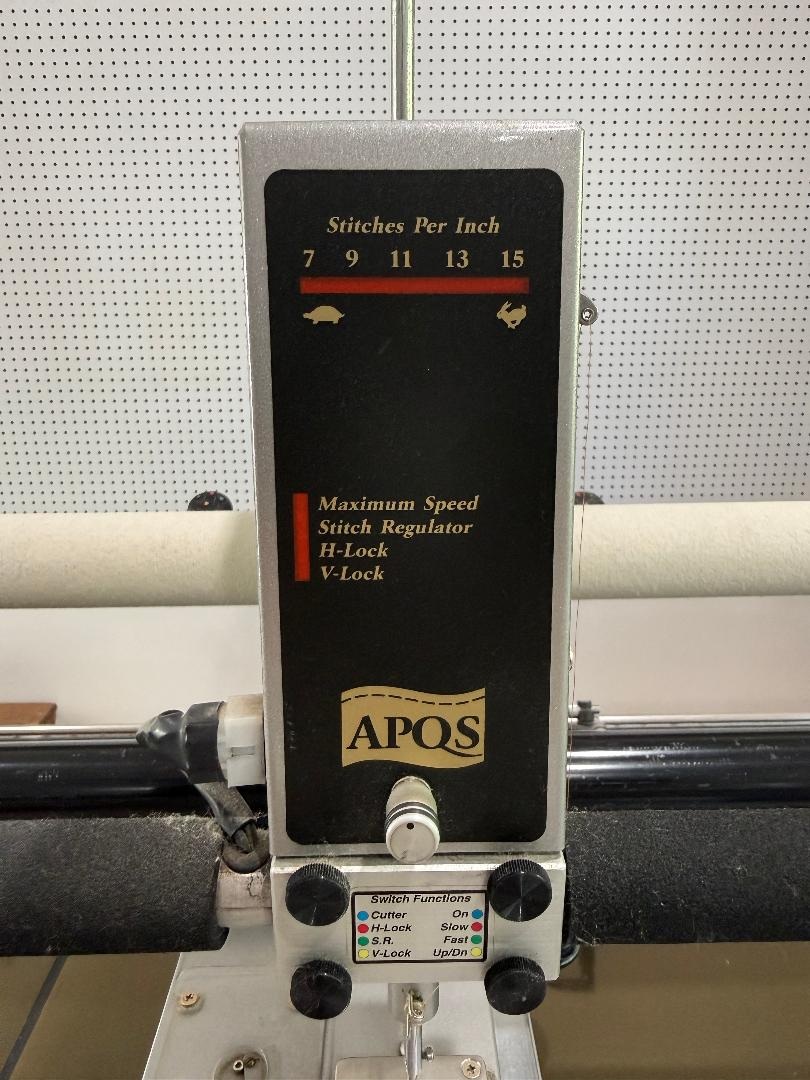 Stitches Per Inch
7 9 11 13 15
Maximum Speed
Stitch Regulator
H-Lock
V-Lock
APQS
Switch Functions
Cutter On
H-Lock Slow
S.R. Fast
V-Lock Up/Dn